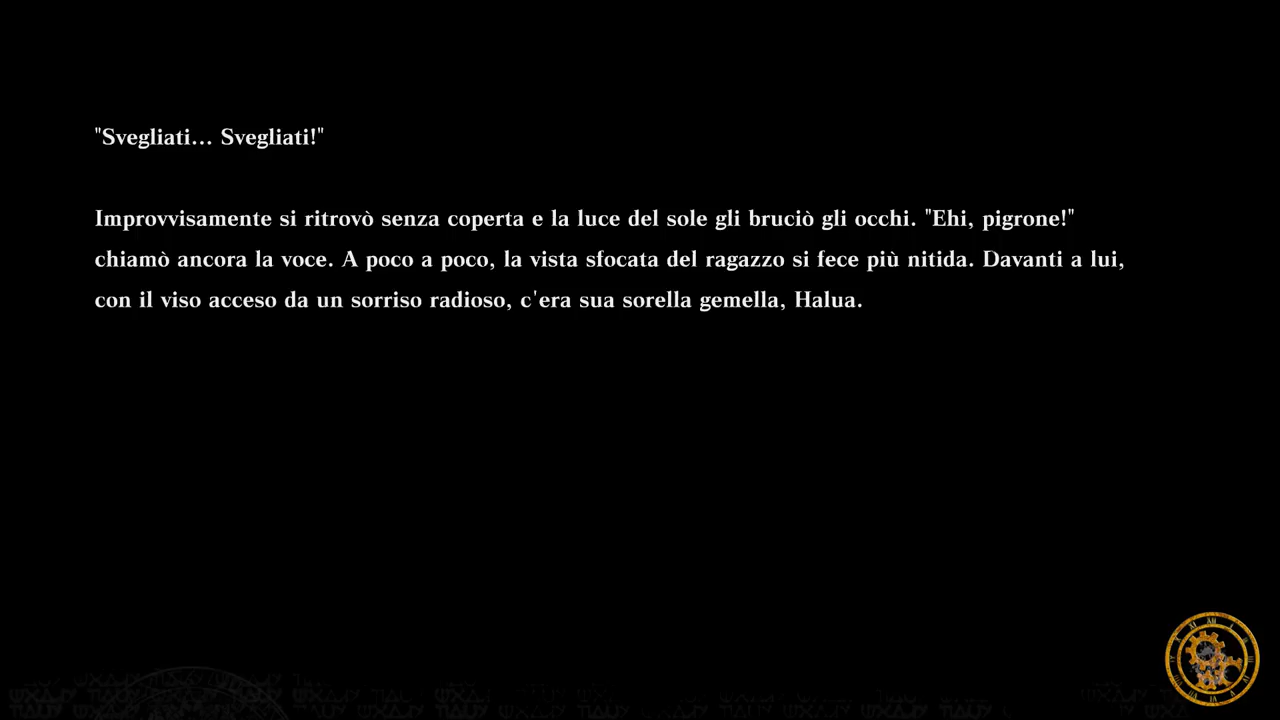 "Svegliati... Svegliati!"
Improvvisamente si ritrovò senza coperta e la luce del sole gli bruciò gli occhi. "Ehi, pigrone!"
chiamò ancora la voce. A poco a poco, la vista sfocata del ragazzo si fece più nitida. Davanti a lui,
con il viso acceso da un sorriso radioso, c'era sua sorella gemella, Halua.